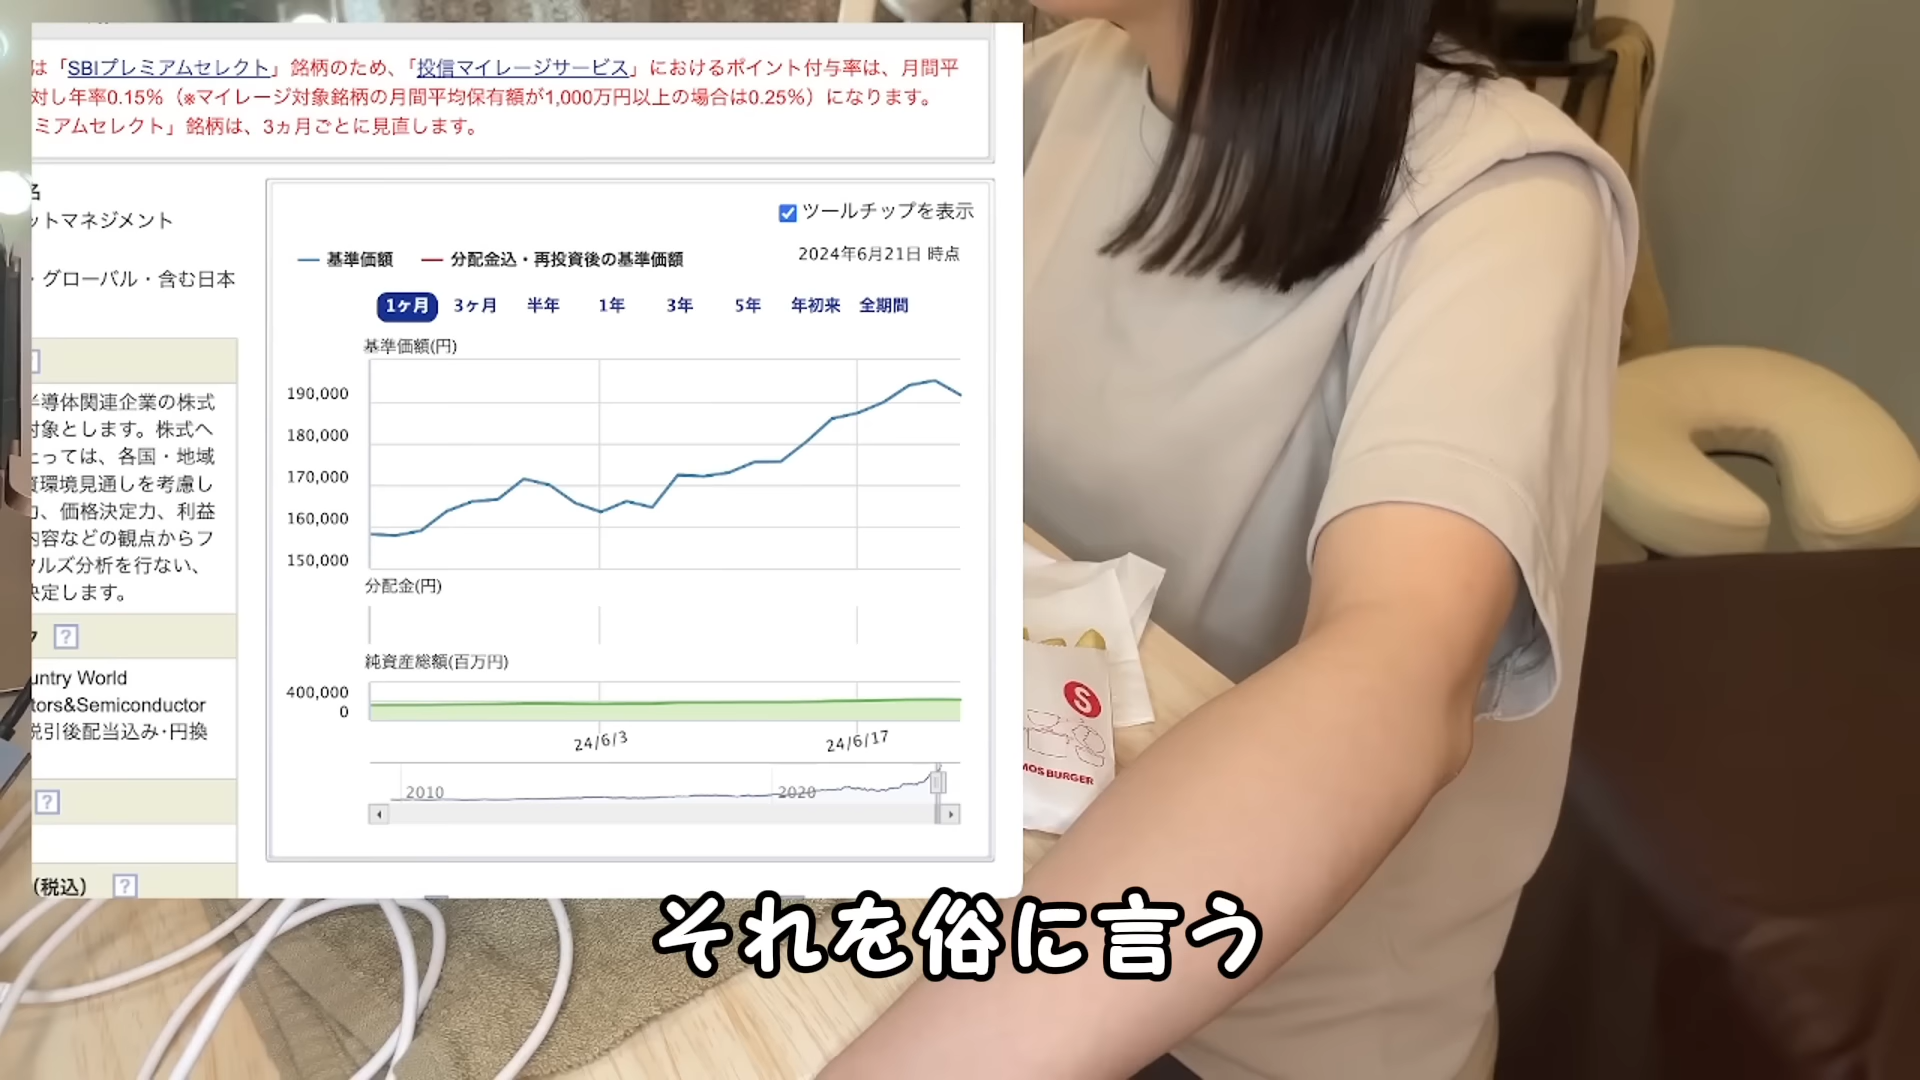 は「SBIプレミアムセレクト」銘柄のため、「投信マイレージサービス」におけるポイント付与率は、月間平
対し年率0.15%（※マイレージ対象銘柄の月間平均保有額が1,000万円以上の場合は0.25%）になります。
ミアムセレクト」銘柄は、3ヵ月ごとに見直します。
名
ットマネジメント
グローバル・含む日本
半導体関連企業の株式
対象とします。株式へ
たっては、各国・地域
資環境見通しを考慮し
力、価格決定力、利益
内容などの観点からフ
タルズ分析を行ない、
決定します。
ク ?
untry World
tors&Semiconductor
税引後配当込み・円換
?
(税込) ?
ツールチップを表示
基準価額 分配金込・再投資後の基準価額 2024年6月21日 時点
1ヶ月 3ヶ月 半年 1年 3年 5年 年初来 全期間
基準価額(円)
190,000
180,000
170,000
160,000
150,000
分配金(円)
純資産総額(百万円)
400,000
0
24/6/3 24/6/17
2010 2020
S
MOS BURGER
それを俗に言う